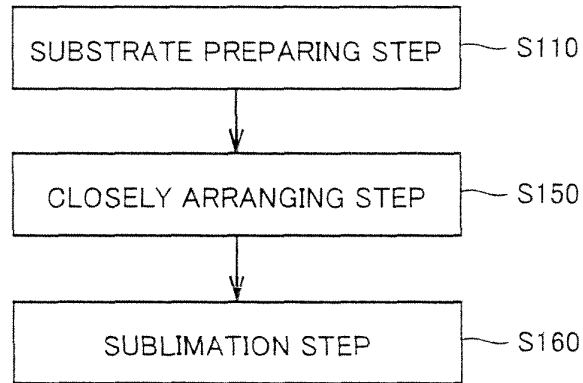 SUBSTRATE PREPARING STEP S110
CLOSELY ARRANGING STEP S150
SUBLIMATION STEP S160